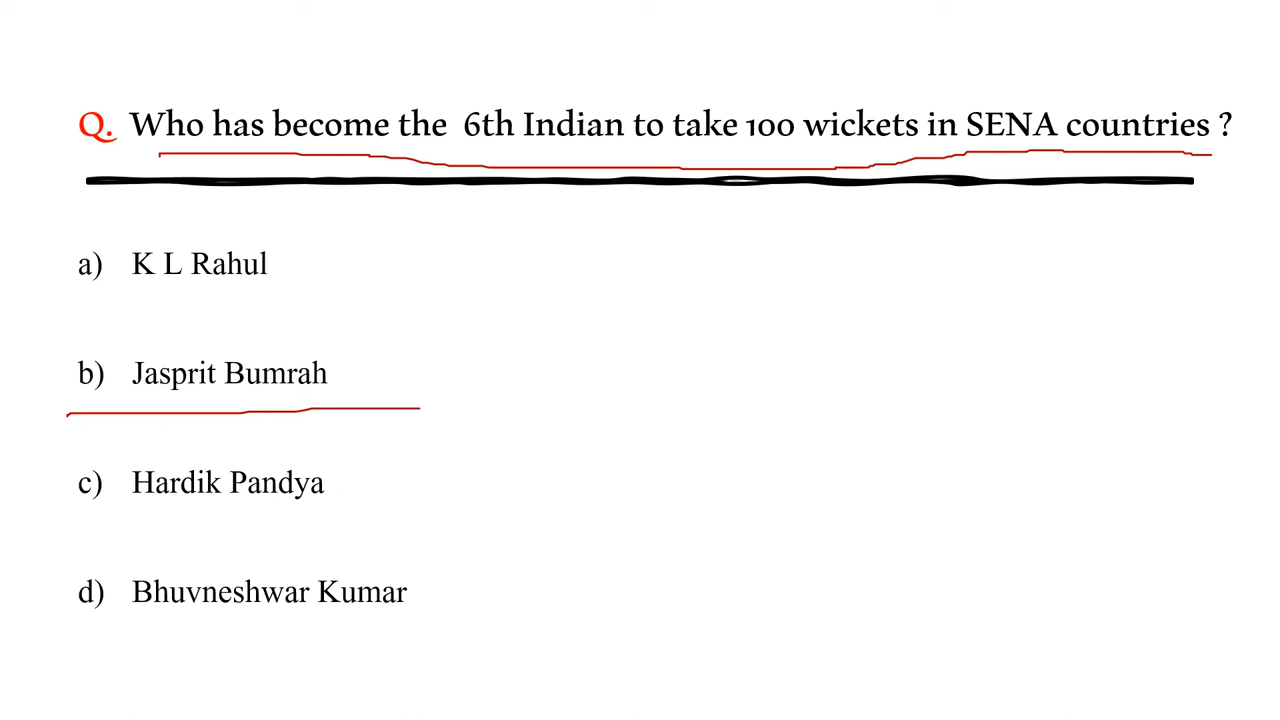 Q. Who has become the 6th Indian to take 100 wickets in SENA countries ?
a) K L Rahul
b) Jasprit Bumrah
c) Hardik Pandya
d) Bhuvneshwar Kumar